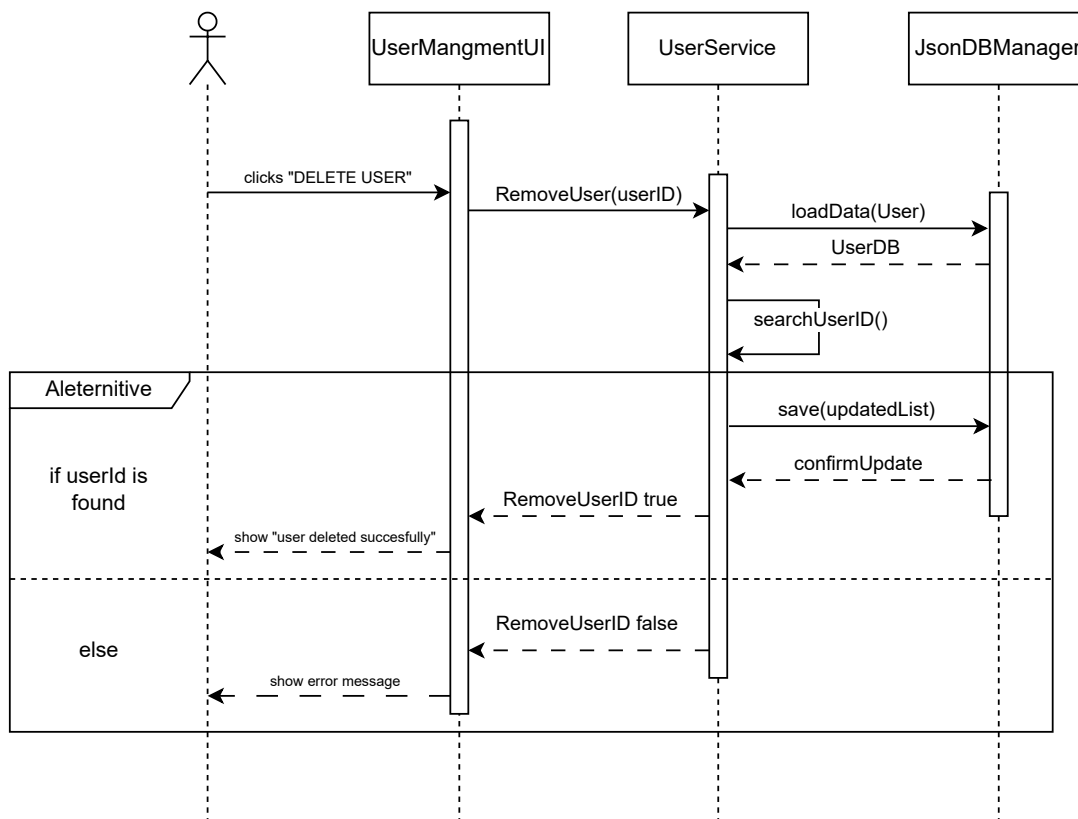 UserMangmentUI
UserService
JsonDBManager
clicks "DELETE USER"
RemoveUser(userID)
loadData(User)
UserDB
searchUserID()
Aleternitive
save(updatedList)
if userId is
found
confirmUpdate
RemoveUserID true
show "user deleted succesfully"
else
RemoveUserID false
show error message